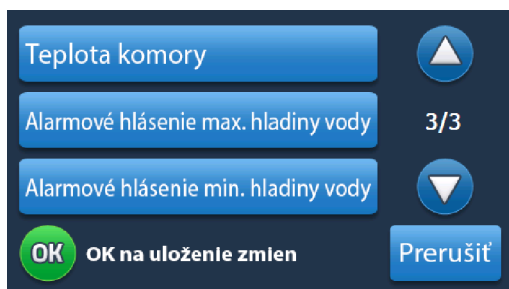 Teplota komory
Alarmové hlásenie max. hladiny vody
3/3
Alarmové hlásenie min. hladiny vody
OK OK na uloženie zmien
Prerušiť